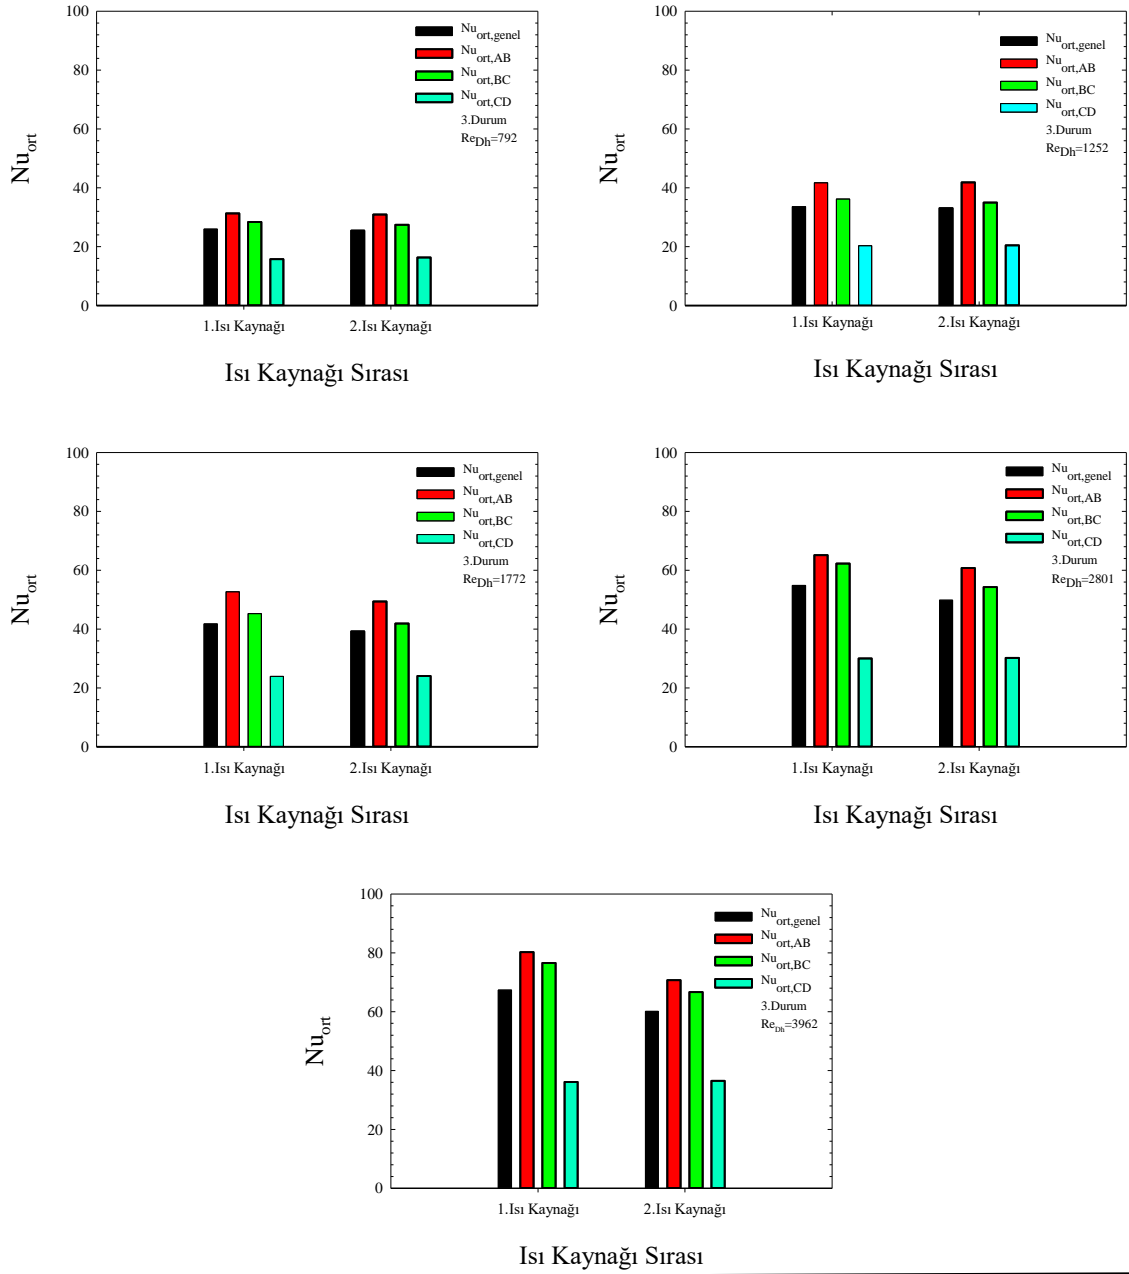 100
80
60
40
20
0
Nu_ort
Nu_ort,genel
Nu_ort,AB
Nu_ort,BC
Nu_ort,CD
3.Durum
Re_Dh=792
1.Isı Kaynağı 2.Isı Kaynağı
Isı Kaynağı Sırası
100
80
60
40
20
0
Nu_ort
Nu_ort,genel
Nu_ort,AB
Nu_ort,BC
Nu_ort,CD
3.Durum
Re_Dh=1252
1.Isı Kaynağı 2.Isı Kaynağı
Isı Kaynağı Sırası
100
80
60
40
20
0
Nu_ort
Nu_ort,genel
Nu_ort,AB
Nu_ort,BC
Nu_ort,CD
3.Durum
Re_Dh=1772
1.Isı Kaynağı 2.Isı Kaynağı
Isı Kaynağı Sırası
100
80
60
40
20
0
Nu_ort
Nu_ort,genel
Nu_ort,AB
Nu_ort,BC
Nu_ort,CD
3.Durum
Re_Dh=2801
1.Isı Kaynağı 2.Isı Kaynağı
Isı Kaynağı Sırası
100
80
60
40
20
0
Nu_ort
Nu_ort,genel
Nu_ort,AB
Nu_ort,BC
Nu_ort,CD
3.Durum
Re_Dh=3962
1.Isı Kaynağı 2.Isı Kaynağı
Isı Kaynağı Sırası